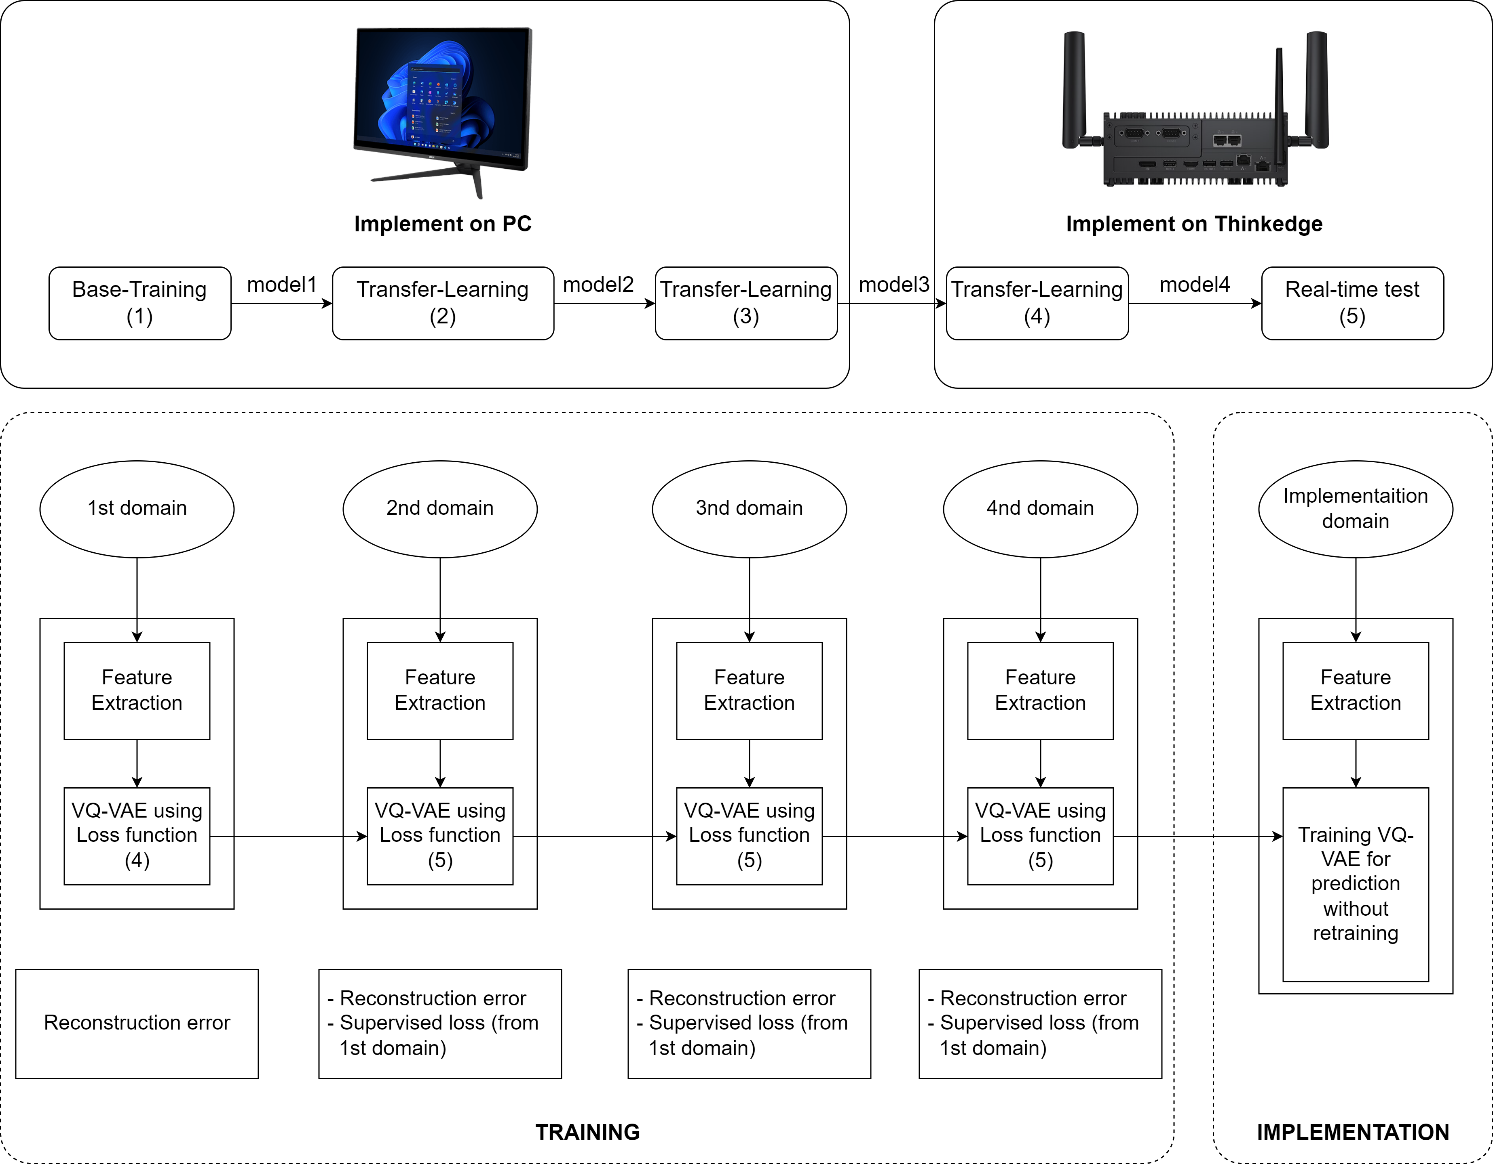 Implement on PC
Implement on Thinkedge
Base-Training
(1)
model1
Transfer-Learning
(2)
model2
Transfer-Learning
(3)
model3
Transfer-Learning
(4)
model4
Real-time test
(5)
1st domain
2nd domain
3nd domain
4nd domain
Implementaition
domain
Feature
Extraction
Feature
Extraction
Feature
Extraction
Feature
Extraction
Feature
Extraction
VQ-VAE using
Loss function
(4)
VQ-VAE using
Loss function
(5)
VQ-VAE using
Loss function
(5)
VQ-VAE using
Loss function
(5)
Training VQ-
VAE for
prediction
without
retraining
Reconstruction error
- Reconstruction error
- Supervised loss (from
1st domain)
- Reconstruction error
- Supervised loss (from
1st domain)
- Reconstruction error
- Supervised loss (from
1st domain)
TRAINING
IMPLEMENTATION